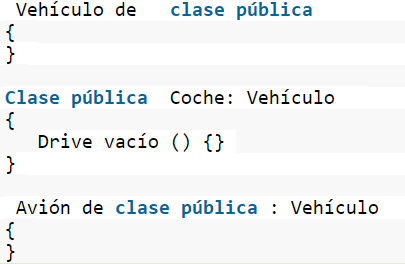 Vehículo de clase pública
{
}
Clase pública Coche: Vehículo
{
Drive vacío () {}
}
Avión de clase pública : Vehículo
{
}